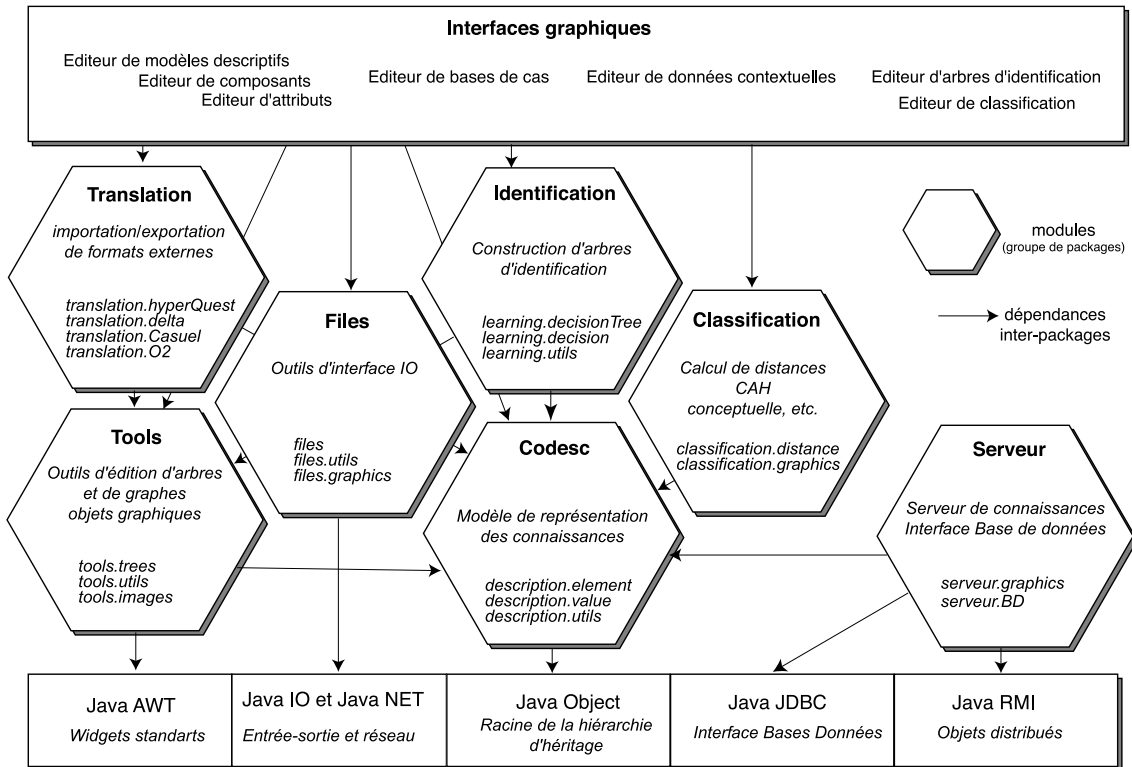 Interfaces graphiques
Editeur de modèles descriptifs
Editeur de composants
Editeur d'attributs
Editeur de bases de cas
Editeur de données contextuelles
Editeur d'arbres d'identification
Editeur de classification
Translation
importation/exportation
de formats externes
translation.hyperQuest
translation.delta
translation.Casuel
translation.O2
Identification
Construction d'arbres
d'identification
learning.decisionTree
learning.decision
learning.utils
modules
(groupe de packages)
dépendances
inter-packages
Files
Outils d'interface IO
files
files.utils
files.graphics
Classification
Calcul de distances
CAH
conceptuelle, etc.
classification.distance
classification.graphics
Tools
Outils d'édition d'arbres
et de graphes
objets graphiques
tools.trees
tools.utils
tools.images
Codesc
Modèle de représentation
des connaissances
description.element
description.value
description.utils
Serveur
Serveur de connaissances
Interface Base de données
serveur.graphics
serveur.BD
Java AWT
Widgets standarts
Java IO et Java NET
Entrée-sortie et réseau
Java Object
Racine de la hiérarchie
d'héritage
Java JDBC
Interface Bases Données
Java RMI
Objets distribués